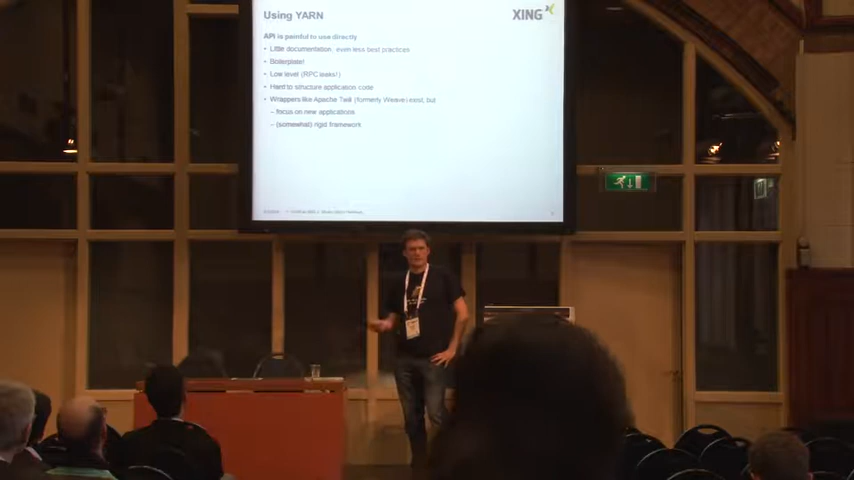 Using YARN
XING
API is painful to use directly
• Little documentation, even less best practices
• Boilerplate!
• Low level (RPC leaks!)
• Hard to structure application code
• Wrappers like Apache Twill (formerly Weave) exist, but
– focus on new applications
– (somewhat) rigid framework